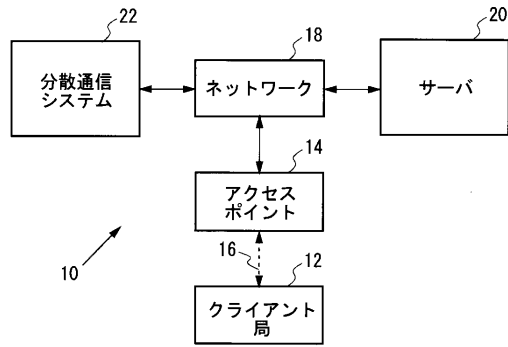 22
分散通信
システム
18
ネットワーク
20
サーバ
14
アクセス
ポイント
16
10
12
クライアント
局